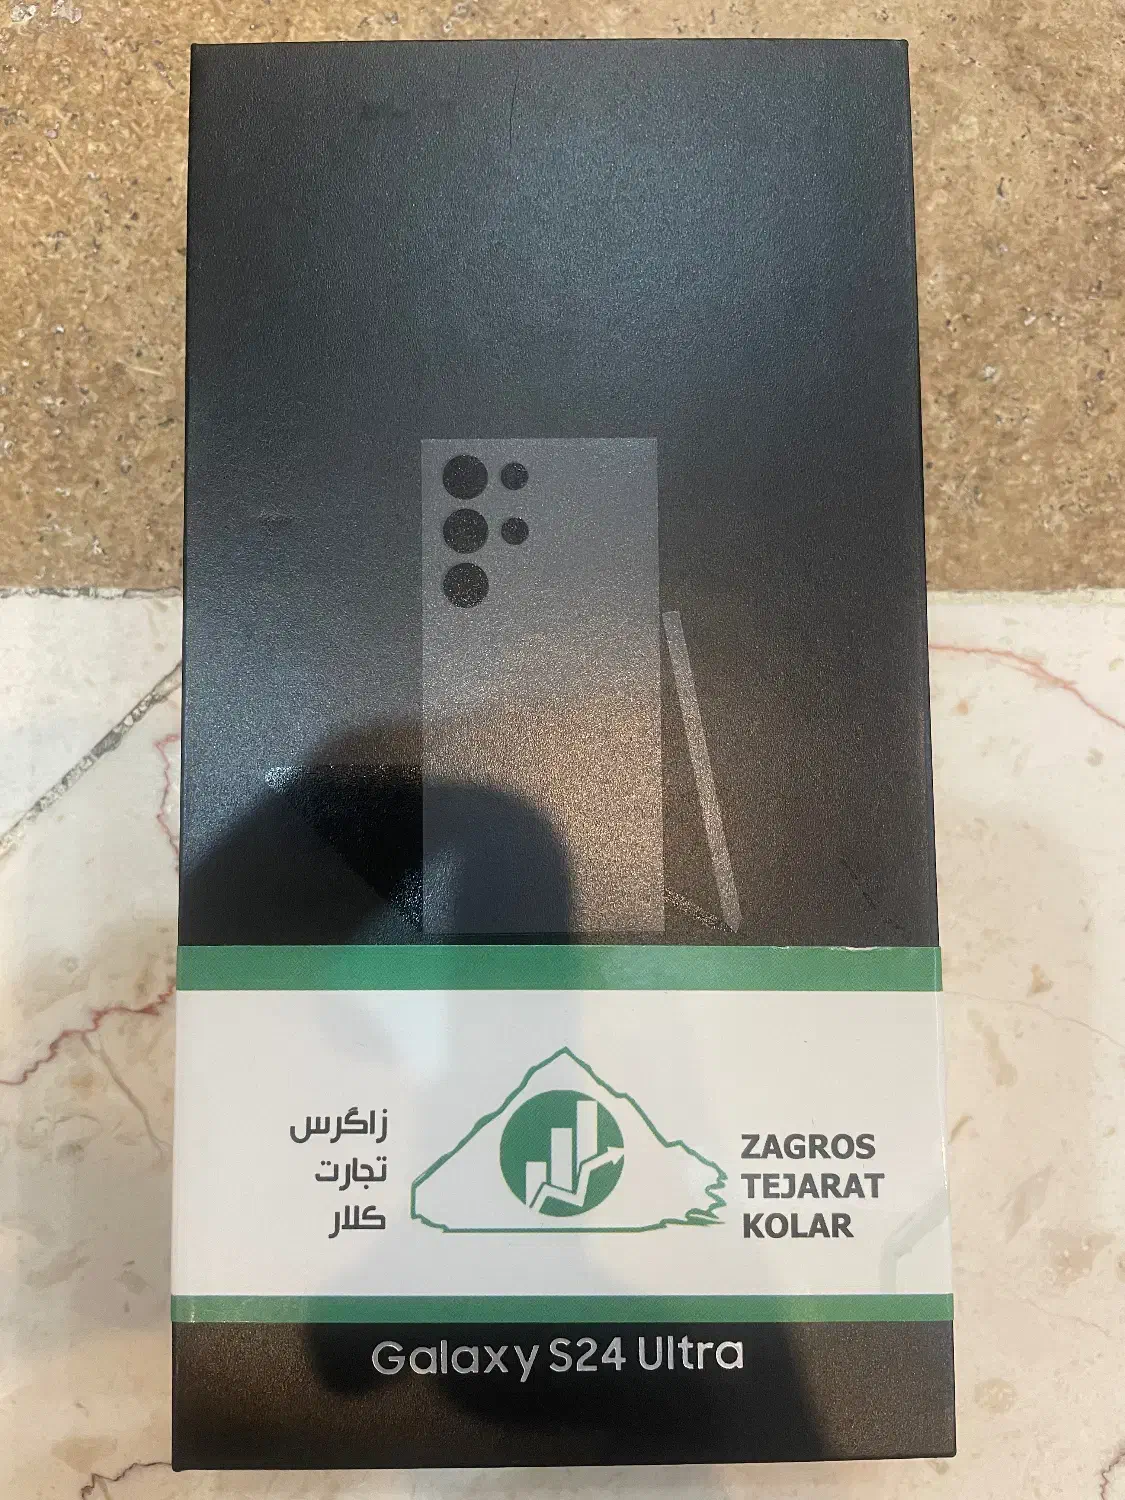 زاگرس
تجارت
کلار
ZAGROS
TEJARAT
KOLAR
Galaxy S24 Ultra